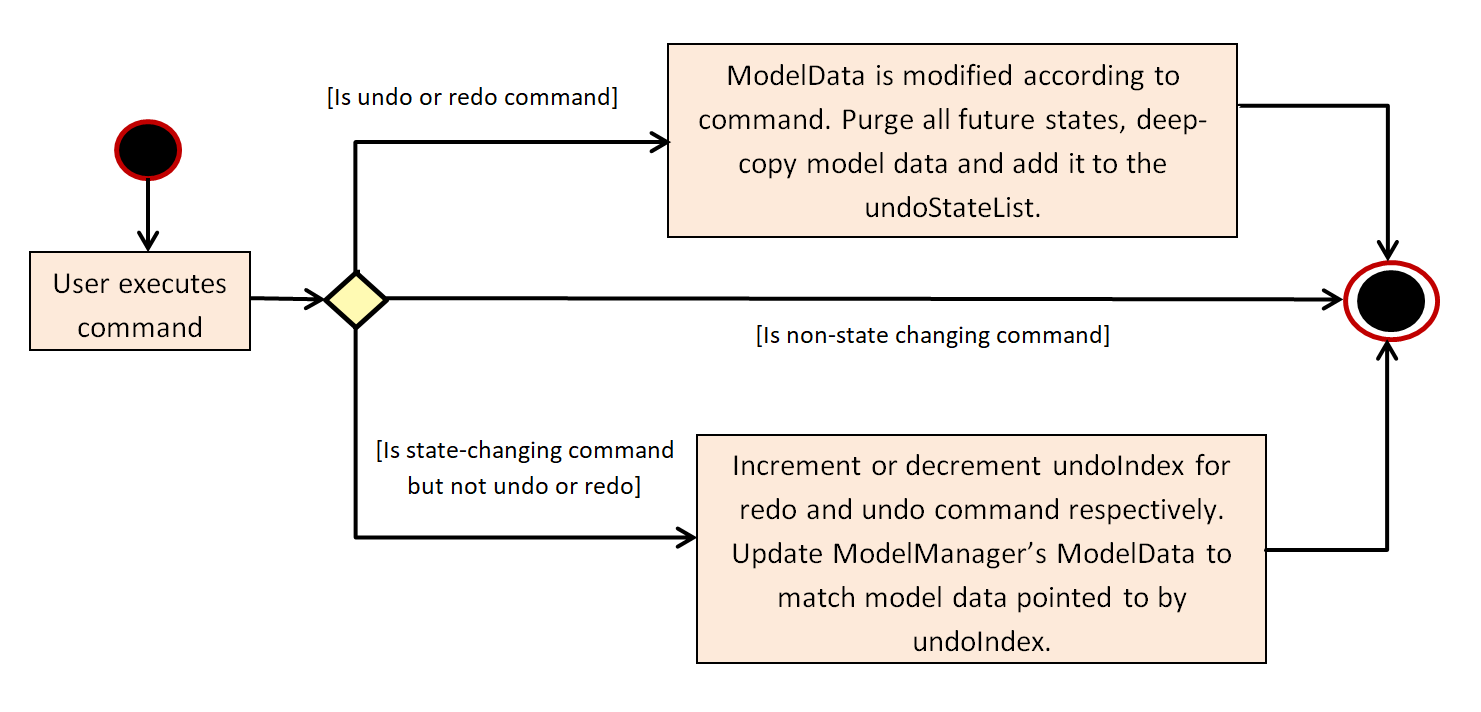 [Is undo or redo command]
ModelData is modified according to
command. Purge all future states, deep-
copy model data and add it to the
undoStateList.
User executes
command
[Is non-state changing command]
[Is state-changing command
but not undo or redo]
Increment or decrement undoIndex for
redo and undo command respectively.
Update ModelManager’s ModelData to
match model data pointed to by
undoIndex.